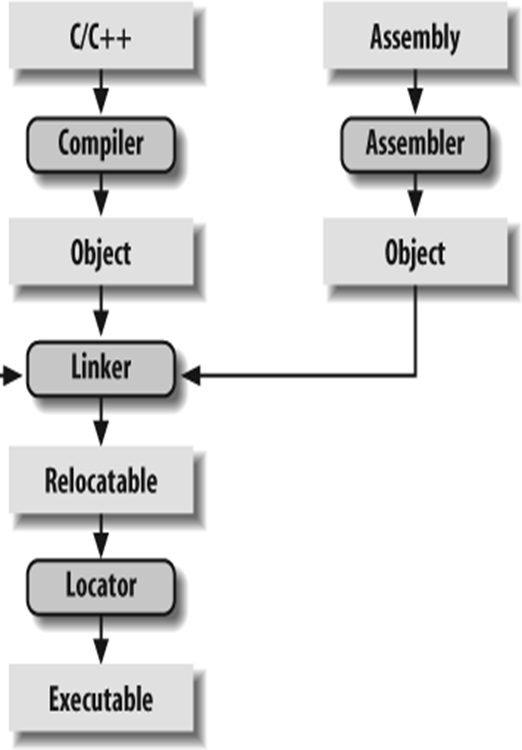 C/C++
Assembly
Compiler
Assembler
Object
Object
Linker
Relocatable
Locator
Executable